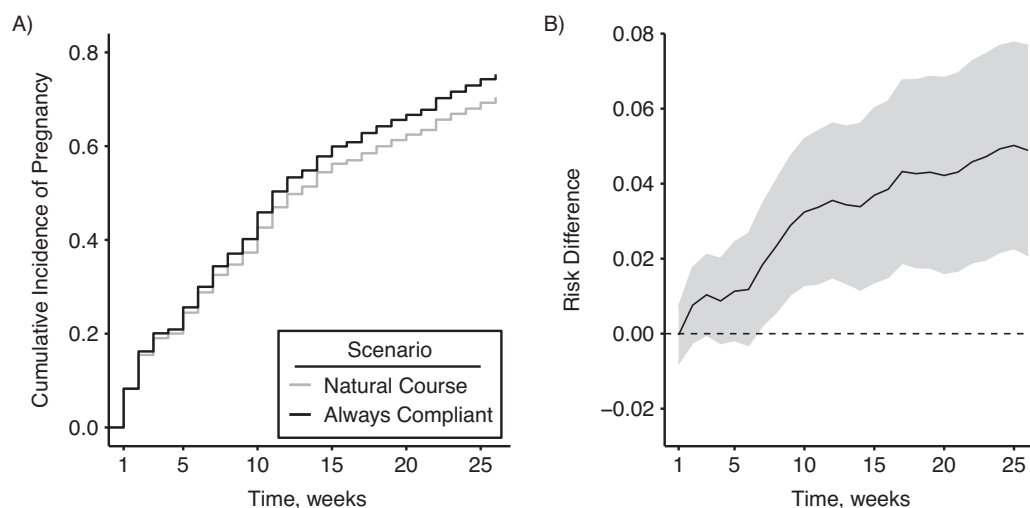 A)
Cumulative Incidence of Pregnancy
0.8
0.6
0.4
0.2
0.0
1 5 10 15 20 25
Time, weeks
Scenario
Natural Course
Always Compliant
B)
Risk Difference
0.08
0.06
0.04
0.02
0.00
−0.02
1 5 10 15 20 25
Time, weeks